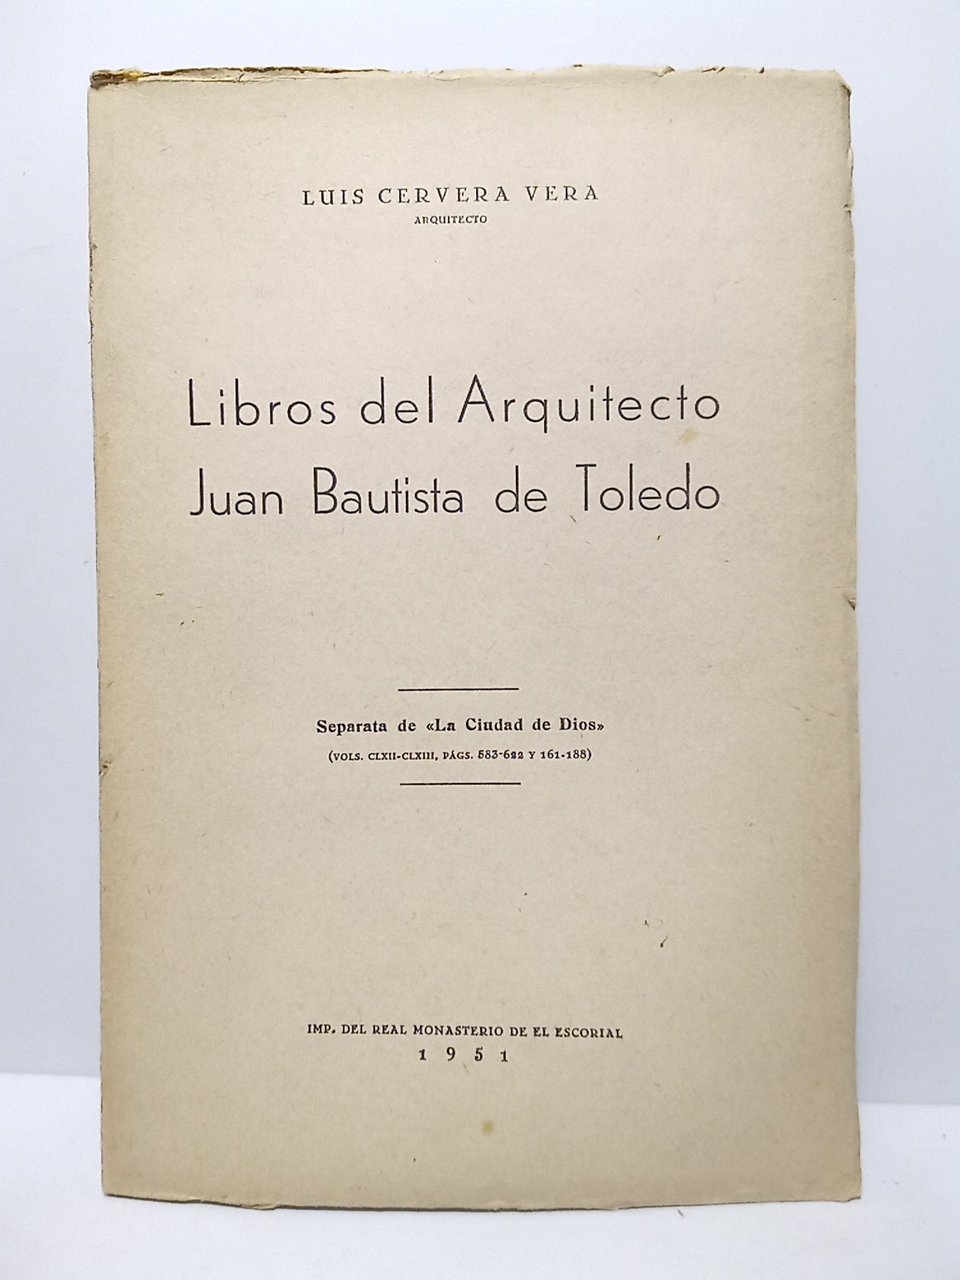 LUIS CERVERA VERA
ARQUITECTO
Libros del Arquitecto
Juan Bautista de Toledo
Separata de «La Ciudad de Dios»
(VOLS. CLXII-CLXIII, PÁGS. 583-622 Y 161-188)
IMP. DEL REAL MONASTERIO DE EL ESCORIAL
1951